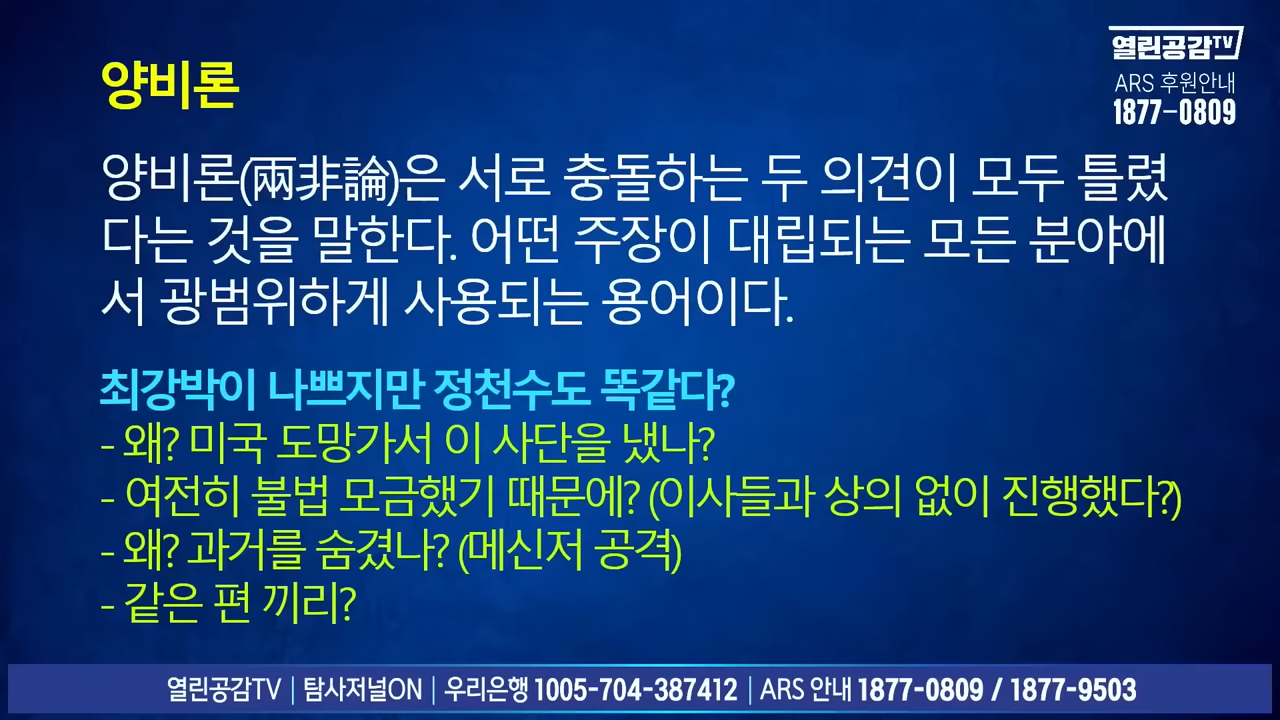 양비론
열린공감TV
ARS 후원안내
1877-0809
양비론(兩非論)은 서로 충돌하는 두 의견이 모두 틀렸
다는 것을 말한다. 어떤 주장이 대립되는 모든 분야에
서 광범위하게 사용되는 용어이다.
최강박이 나쁘지만 정천수도 똑같다?
- 왜? 미국 도망가서 이 사단을 냈나?
- 여전히 불법 모금했기 때문에? (이사들과 상의 없이 진행했다?)
- 왜? 과거를 숨겼나? (메신저 공격)
- 같은 편 끼리?
열린공감TV | 탐사저널ON | 우리은행 1005-704-387412 | ARS 안내 1877-0809 / 1877-9503